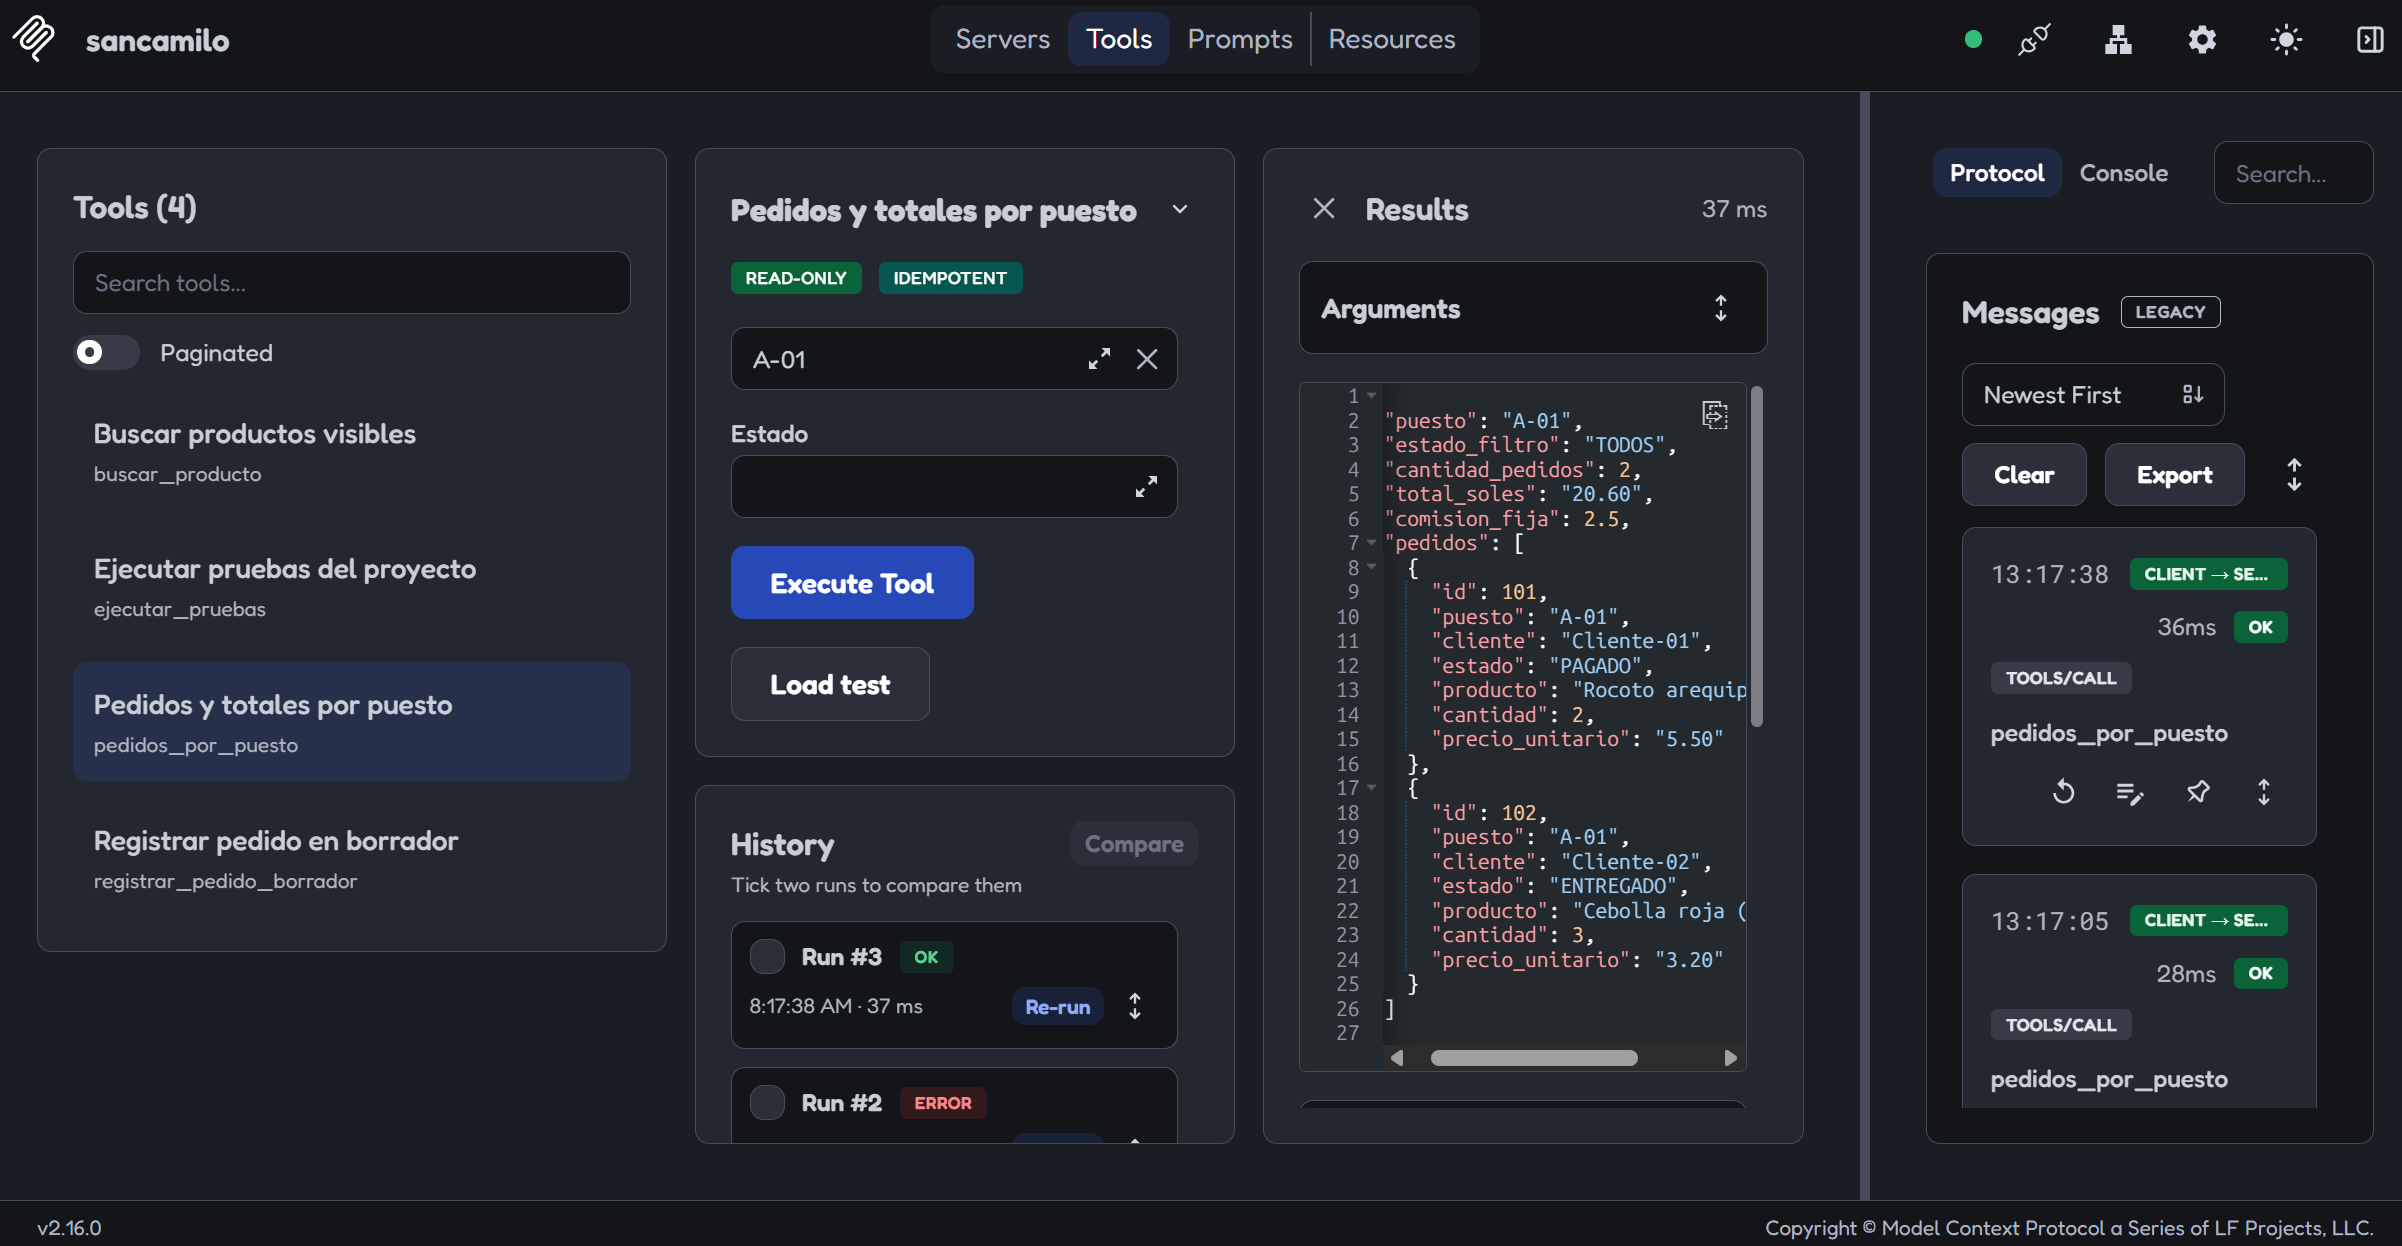 sancamilo
Servers
Tools
Prompts
Resources
Tools (4)
Search tools...
Paginated
Buscar productos visibles
buscar_producto
Ejecutar pruebas del proyecto
ejecutar_pruebas
Pedidos y totales por puesto
pedidos_por_puesto
Registrar pedido en borrador
registrar_pedido_borrador
Pedidos y totales por puesto
READ-ONLY
IDEMPOTENT
A-01
Estado
Execute Tool
Load test
History
Compare
Tick two runs to compare them
Run #3
OK
8:17:38 AM · 37 ms
Re-run
Run #2
ERROR
Results
37 ms
Arguments
1
2 "puesto": "A-01",
3 "estado_filtro": "TODOS",
4 "cantidad_pedidos": 2,
5 "total_soles": "20.60",
6 "comision_fija": 2.5,
7 "pedidos": [
8 {
9 "id": 101,
10 "puesto": "A-01",
11 "cliente": "Cliente-01",
12 "estado": "PAGADO",
13 "producto": "Rocoto arequip
14 "cantidad": 2,
15 "precio_unitario": "5.50"
16 },
17 {
18 "id": 102,
19 "puesto": "A-01",
20 "cliente": "Cliente-02",
21 "estado": "ENTREGADO",
22 "producto": "Cebolla roja (
23 "cantidad": 3,
24 "precio_unitario": "3.20"
25 }
26 ]
27
Protocol
Console
Search...
Messages
LEGACY
Newest First
Clear
Export
13:17:38
CLIENT → SE...
36ms
OK
TOOLS/CALL
pedidos_por_puesto
13:17:05
CLIENT → SE...
28ms
OK
TOOLS/CALL
pedidos_por_puesto
v2.16.0
Copyright © Model Context Protocol a Series of LF Projects, LLC.